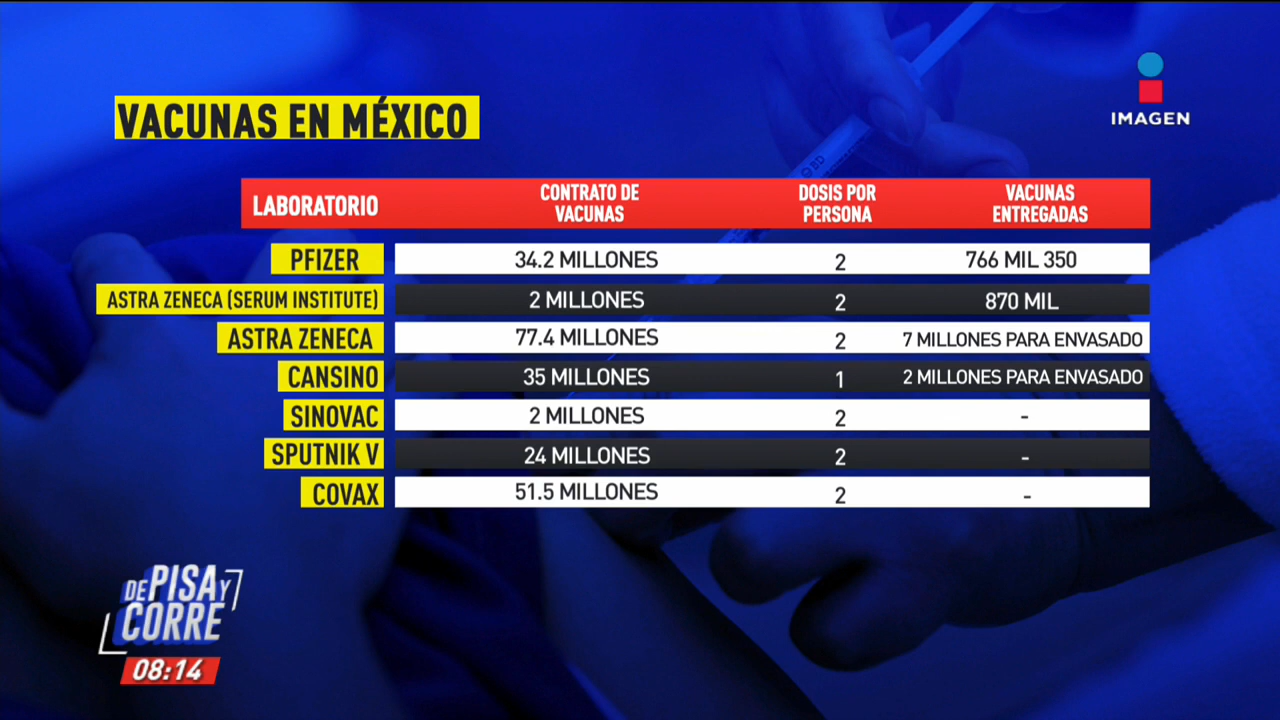 VACUNAS EN MÉXICO
IMAGEN
LABORATORIO CONTRATO DE VACUNAS DOSIS POR PERSONA VACUNAS ENTREGADAS
PFIZER 34.2 MILLONES 2 766 MIL 350
ASTRA ZENECA (SERUM INSTITUTE) 2 MILLONES 2 870 MIL
ASTRA ZENECA 77.4 MILLONES 2 7 MILLONES PARA ENVASADO
CANSINO 35 MILLONES 1 2 MILLONES PARA ENVASADO
SINOVAC 2 MILLONES 2 -
SPUTNIK V 24 MILLONES 2 -
COVAX 51.5 MILLONES 2 -
BD
DE PISA Y
CORRE
08:14